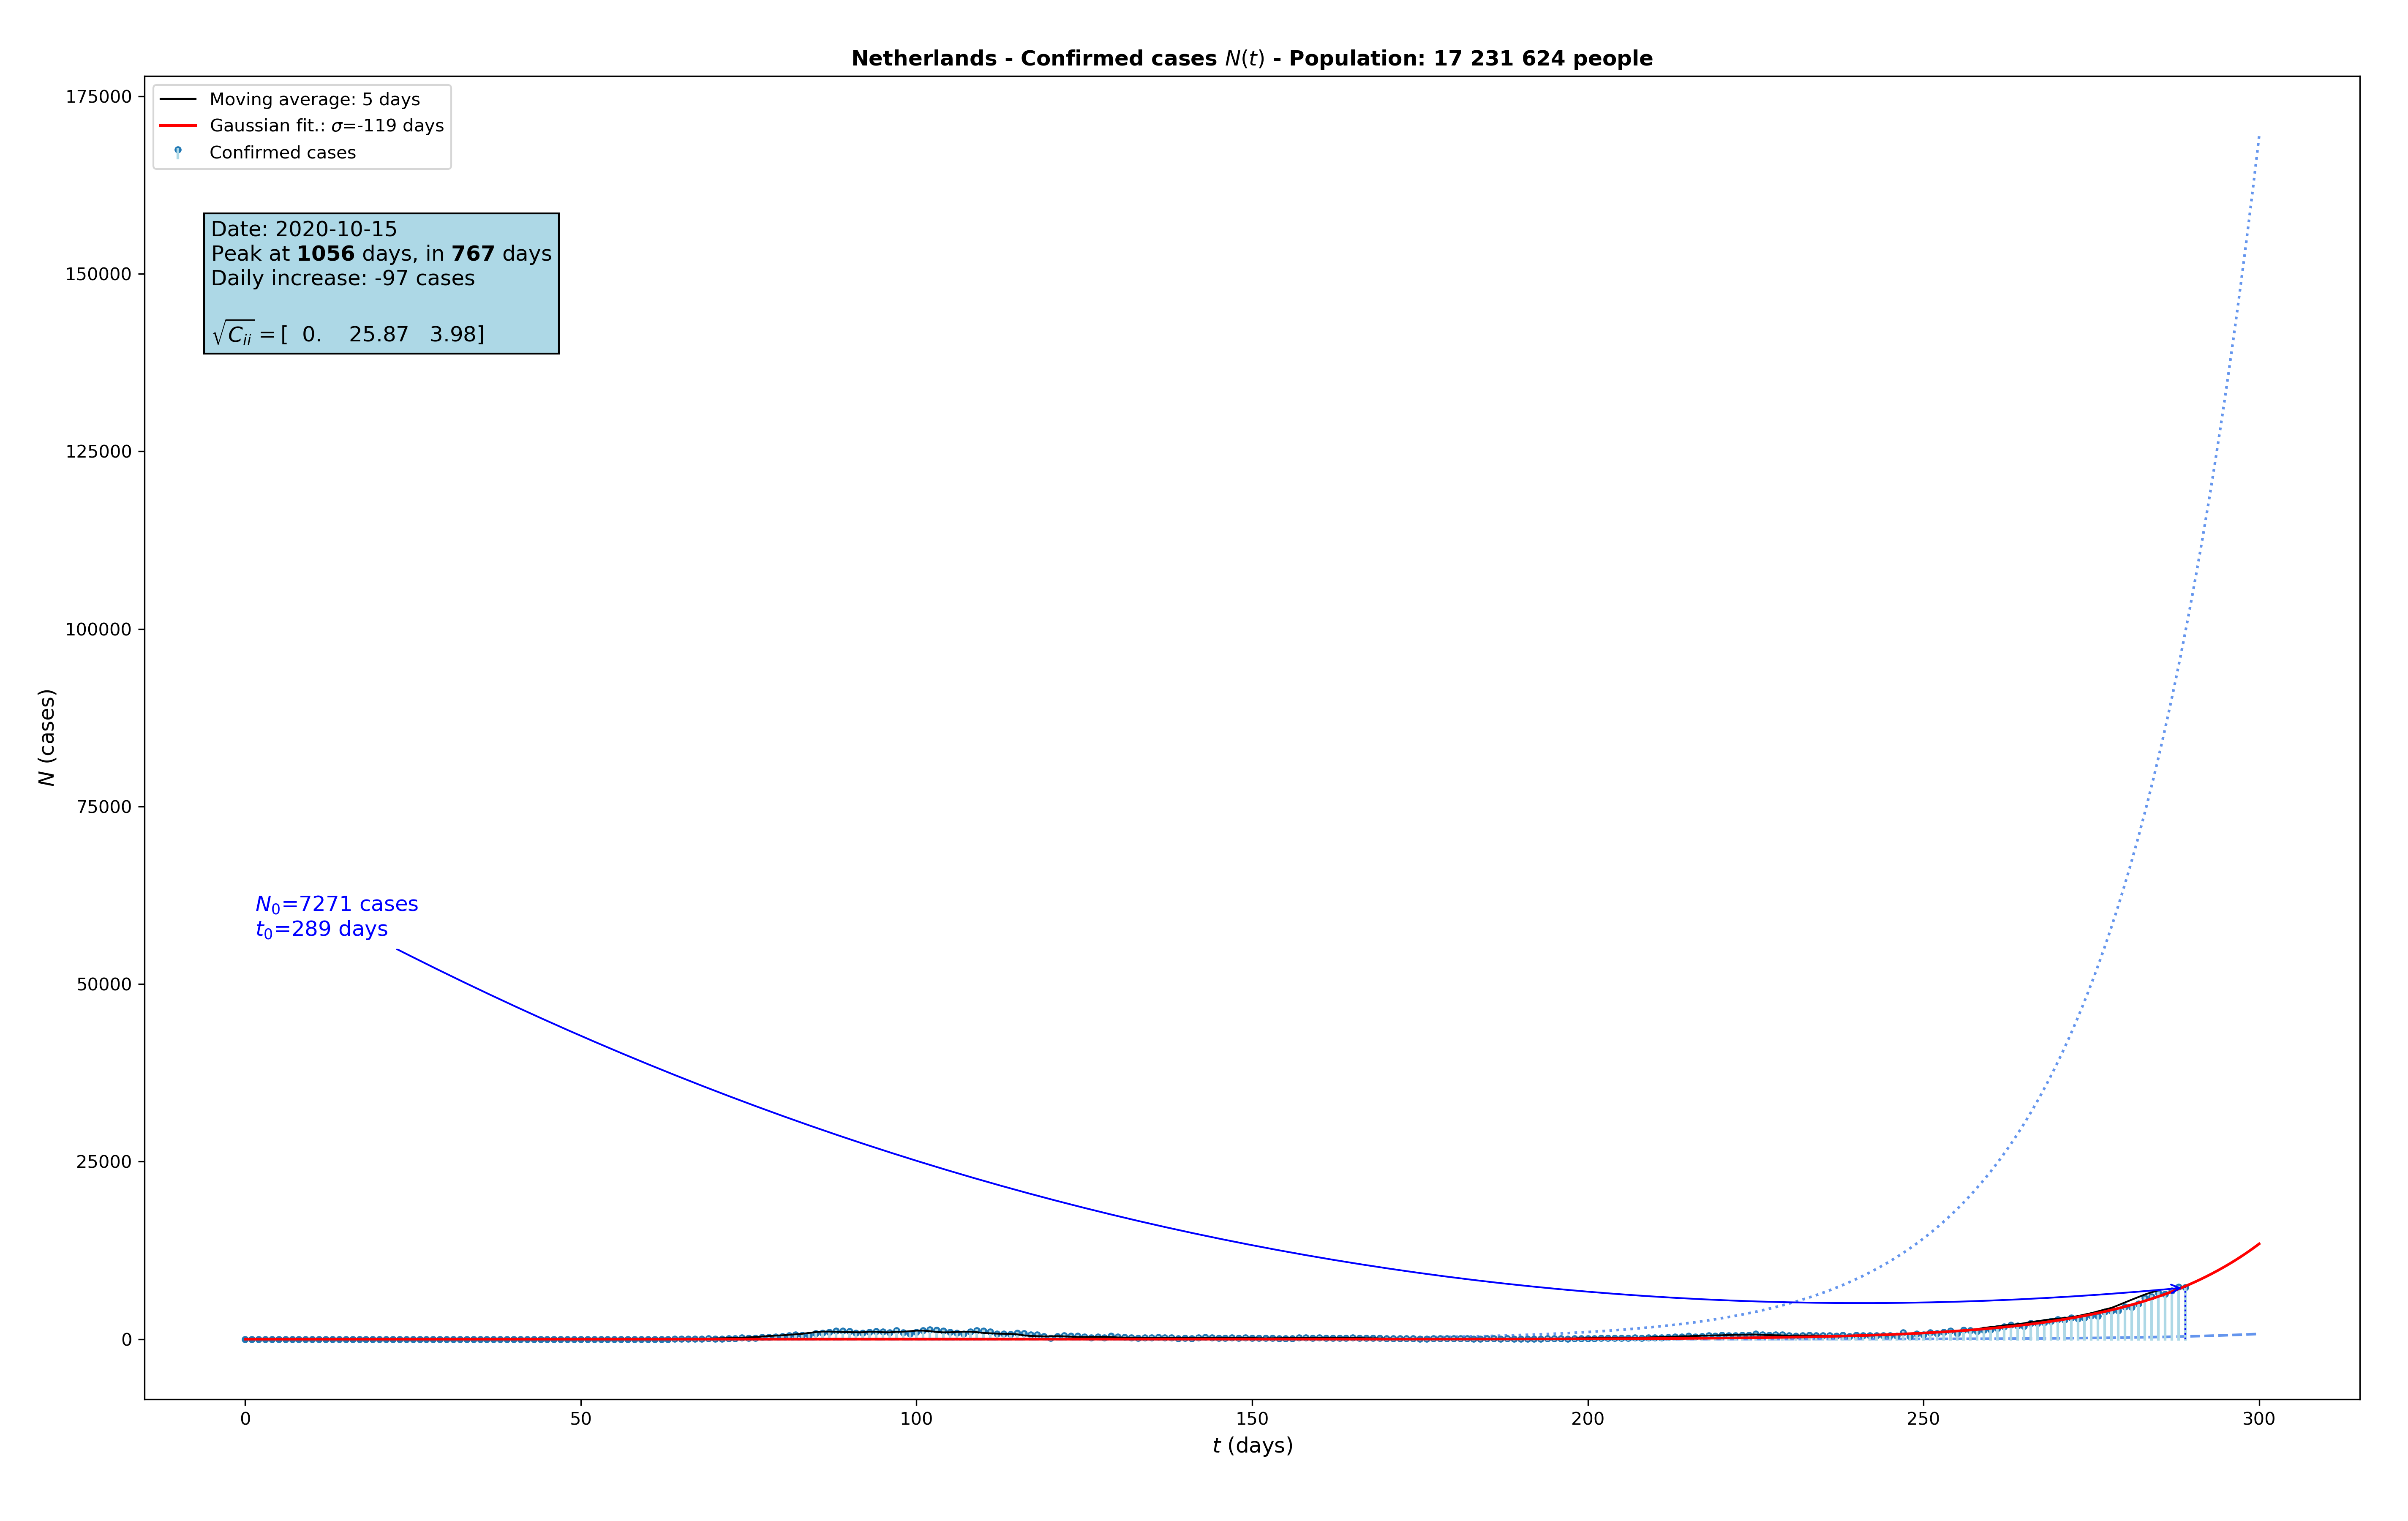 Netherlands - Confirmed cases N(t) - Population: 17 231 624 people
Moving average: 5 days
Gaussian fit.: σ=-119 days
Confirmed cases
Date: 2020-10-15
Peak at 1056 days, in 767 days
Daily increase: -97 cases
√C_ii = [ 0. 25.87 3.98]
N₀=7271 cases
t₀=289 days
N (cases)
175000
150000
125000
100000
75000
50000
25000
0
0 50 100 150 200 250 300
t (days)